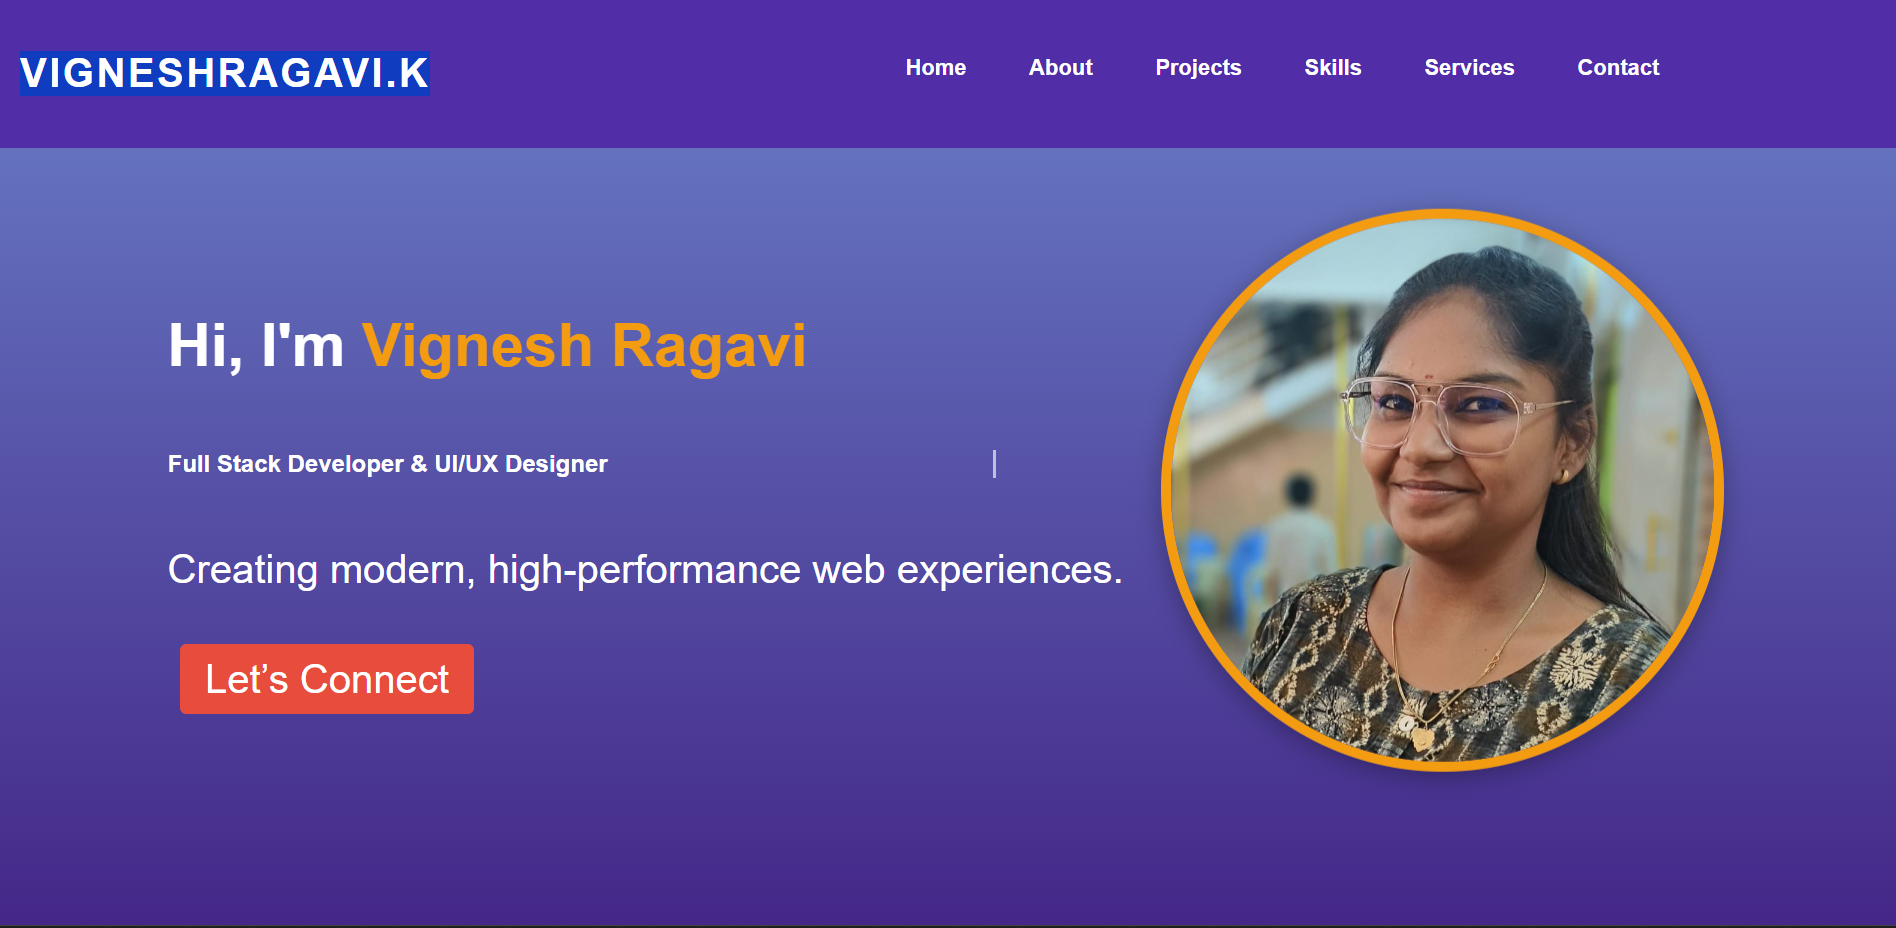 VIGNESHRAGAVI.K
Home About Projects Skills Services Contact
Hi, I'm Vignesh Ragavi
Full Stack Developer & UI/UX Designer
Creating modern, high-performance web experiences.
Let’s Connect